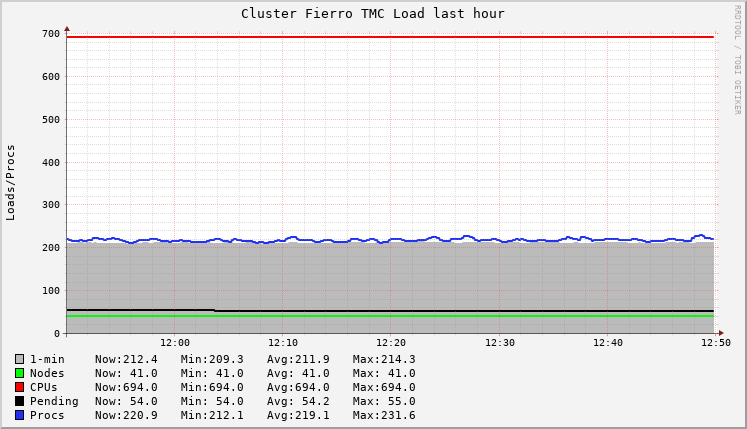 Cluster Fierro TMC Load last hour
RRDTOOL / TOBI OETIKER
Loads/Procs
700
600
500
400
300
200
100
0
12:00 12:10 12:20 12:30 12:40 12:50
1-min Now:212.4 Min:209.3 Avg:211.9 Max:214.3
Nodes Now: 41.0 Min: 41.0 Avg: 41.0 Max: 41.0
CPUs Now:694.0 Min:694.0 Avg:694.0 Max:694.0
Pending Now: 54.0 Min: 54.0 Avg: 54.2 Max: 55.0
Procs Now:220.9 Min:212.1 Avg:219.1 Max:231.6